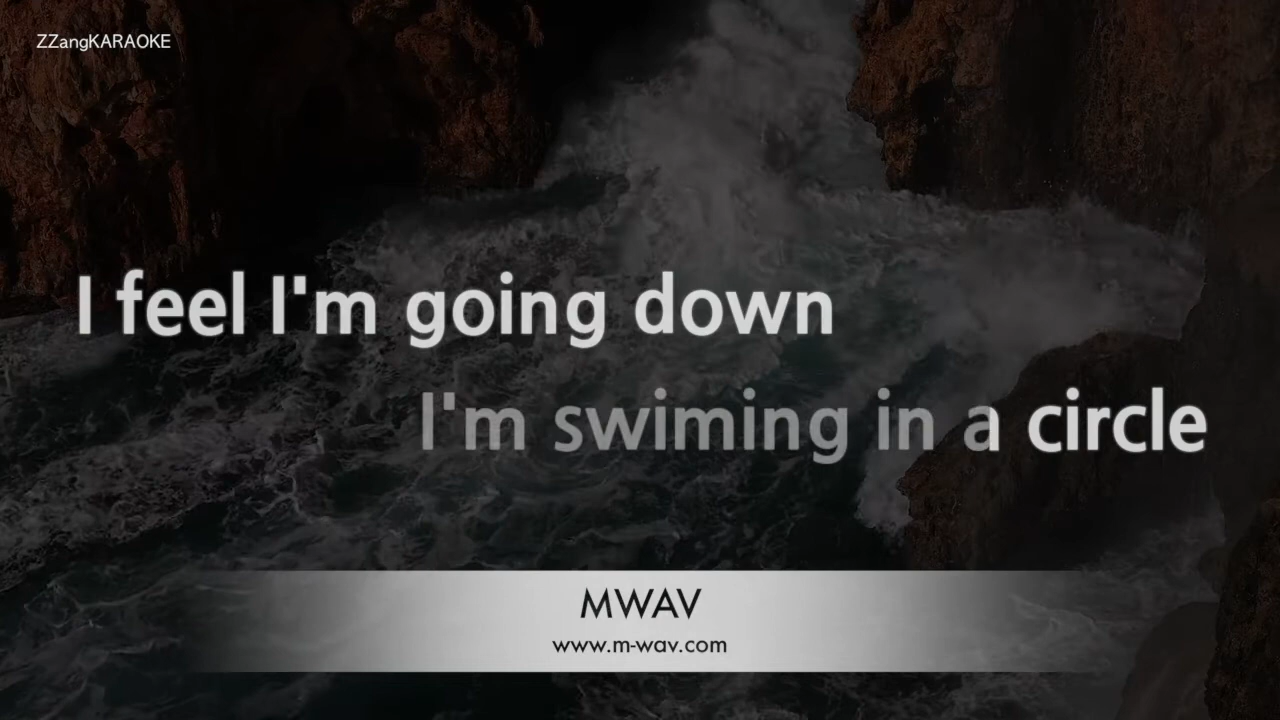 ZZangKARAOKE
I feel I'm going down
I'm swiming in a circle
MWAV
www.m-wav.com